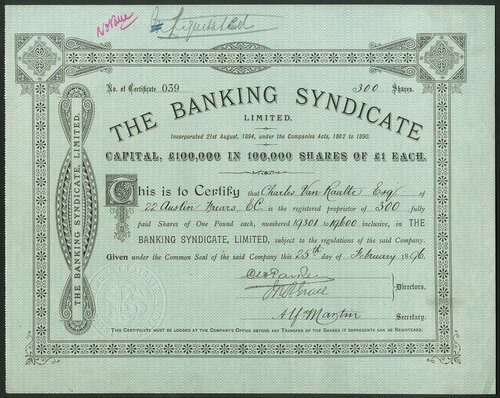 Liquidated
No. of Certificate 039 300 Shares.
THE BANKING SYNDICATE
LIMITED.
Incorporated 21st August, 1894, under the Companies Acts, 1862 to 1890.
CAPITAL, £100,000 IN 100,000 SHARES OF £1 EACH.
This is to Certify that Charles Van Raalte Esq of
22 Austin Friars, E.C. is the registered proprietor of 300 fully
paid Shares of One Pound each, numbered 19301 to 19600 inclusive, in THE
BANKING SYNDICATE, LIMITED, subject to the regulations of the said Company.
Given under the Common Seal of the said Company this 25th day of February 1896.
Directors,
A Y Martin Secretary.
THIS CERTIFICATE MUST BE LODGED AT THE COMPANY'S OFFICE BEFORE ANY TRANSFER OF THE SHARES IT REPRESENTS CAN BE REGISTERED.
THE BANKING SYNDICATE, LIMITED.